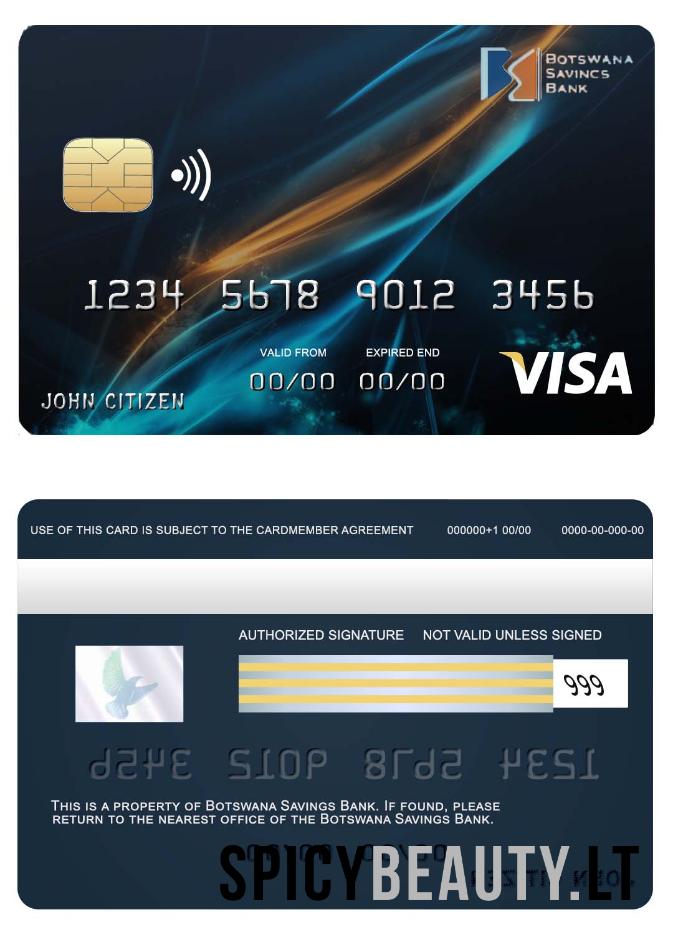 BOTSWANA
SAVINGS
BANK
1234 5678 9012 3456
VALID FROM EXPIRED END
00/00 00/00
JOHN CITIZEN
VISA
USE OF THIS CARD IS SUBJECT TO THE CARDMEMBER AGREEMENT 000000+1 00/00 0000-00-000-00
AUTHORIZED SIGNATURE NOT VALID UNLESS SIGNED
999
THIS IS A PROPERTY OF BOTSWANA SAVINGS BANK. IF FOUND, PLEASE
RETURN TO THE NEAREST OFFICE OF THE BOTSWANA SAVINGS BANK.
SPICYBEAUTY.LT